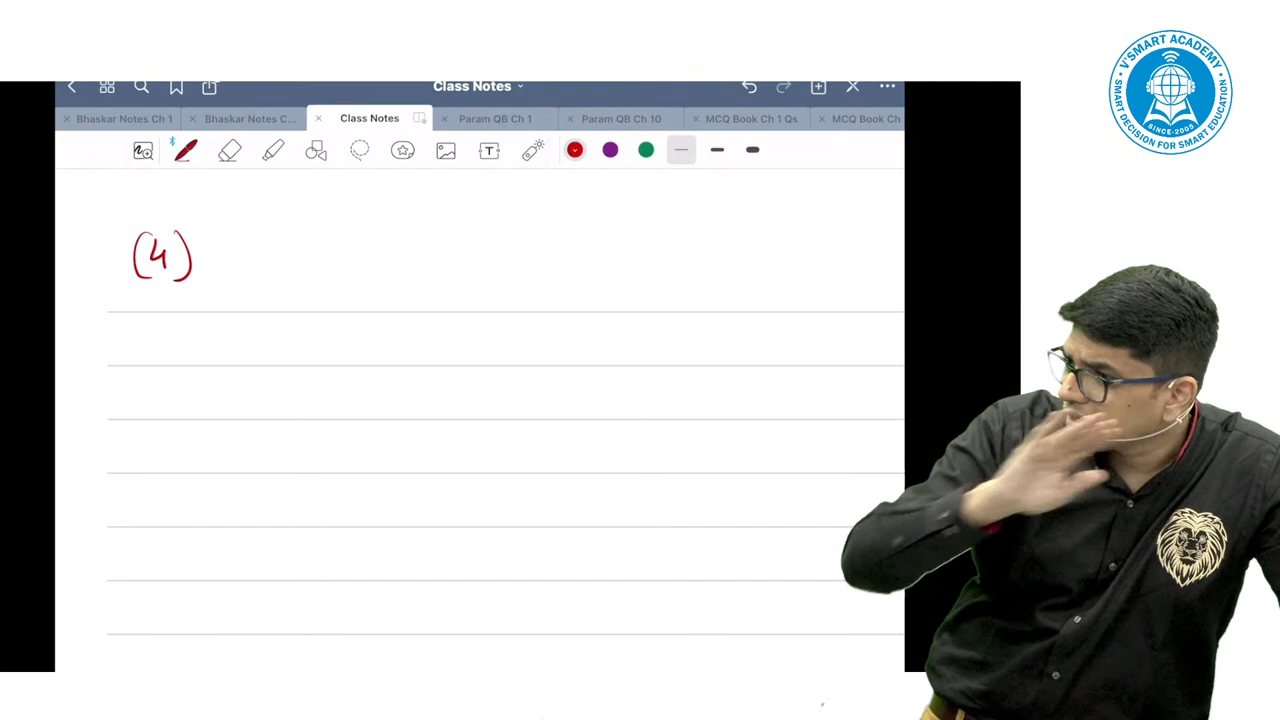 V'SMART ACADEMY
SINCE-2005
SMART DECISION FOR SMART EDUCATION
Class Notes
Bhaskar Notes Ch 1
Bhaskar Notes C...
Class Notes
Param QB Ch 1
Param QB Ch 10
MCQ Book Ch 1 Qs
MCQ Book Ch
T
(4)